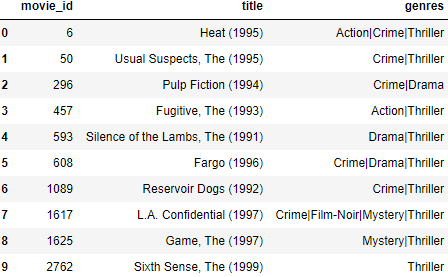 movie_id title genres
0 6 Heat (1995) Action|Crime|Thriller
1 50 Usual Suspects, The (1995) Crime|Thriller
2 296 Pulp Fiction (1994) Crime|Drama
3 457 Fugitive, The (1993) Action|Thriller
4 593 Silence of the Lambs, The (1991) Drama|Thriller
5 608 Fargo (1996) Crime|Drama|Thriller
6 1089 Reservoir Dogs (1992) Crime|Thriller
7 1617 L.A. Confidential (1997) Crime|Film-Noir|Mystery|Thriller
8 1625 Game, The (1997) Mystery|Thriller
9 2762 Sixth Sense, The (1999) Thriller